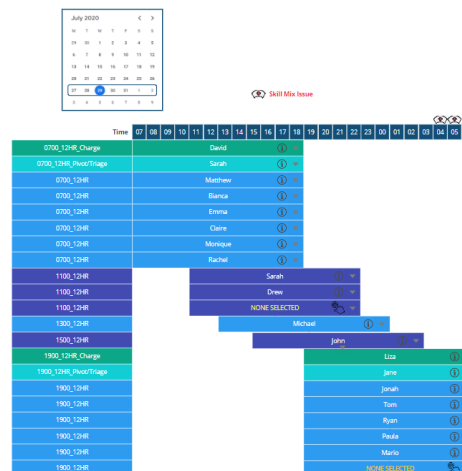 July 2020 < >
M T W T F S S
29 30 1 2 3 4 5
6 7 8 9 10 11 12
13 14 15 16 17 18 19
20 21 22 23 24 25 26
27 28 29 30 31 1 2
3 4 5 6 7 8 9
Skill Mix Issue
Time 07 08 09 10 11 12 13 14 15 16 17 18 19 20 21 22 23 00 01 02 03 04 05
0700_12HR_Charge David
0700_12HR_Pivot/Triage Sarah
0700_12HR Matthew
0700_12HR Bianca
0700_12HR Emma
0700_12HR Claire
0700_12HR Monique
0700_12HR Rachel
1100_12HR Sarah
1100_12HR Drew
1100_12HR NONE SELECTED
1300_12HR Michael
1500_12HR John
1900_12HR_Charge Liza
1900_12HR_Pivot/Triage Jane
1900_12HR Jonah
1900_12HR Tom
1900_12HR Ryan
1900_12HR Paula
1900_12HR Mario
1900_12HR NONE SELECTED